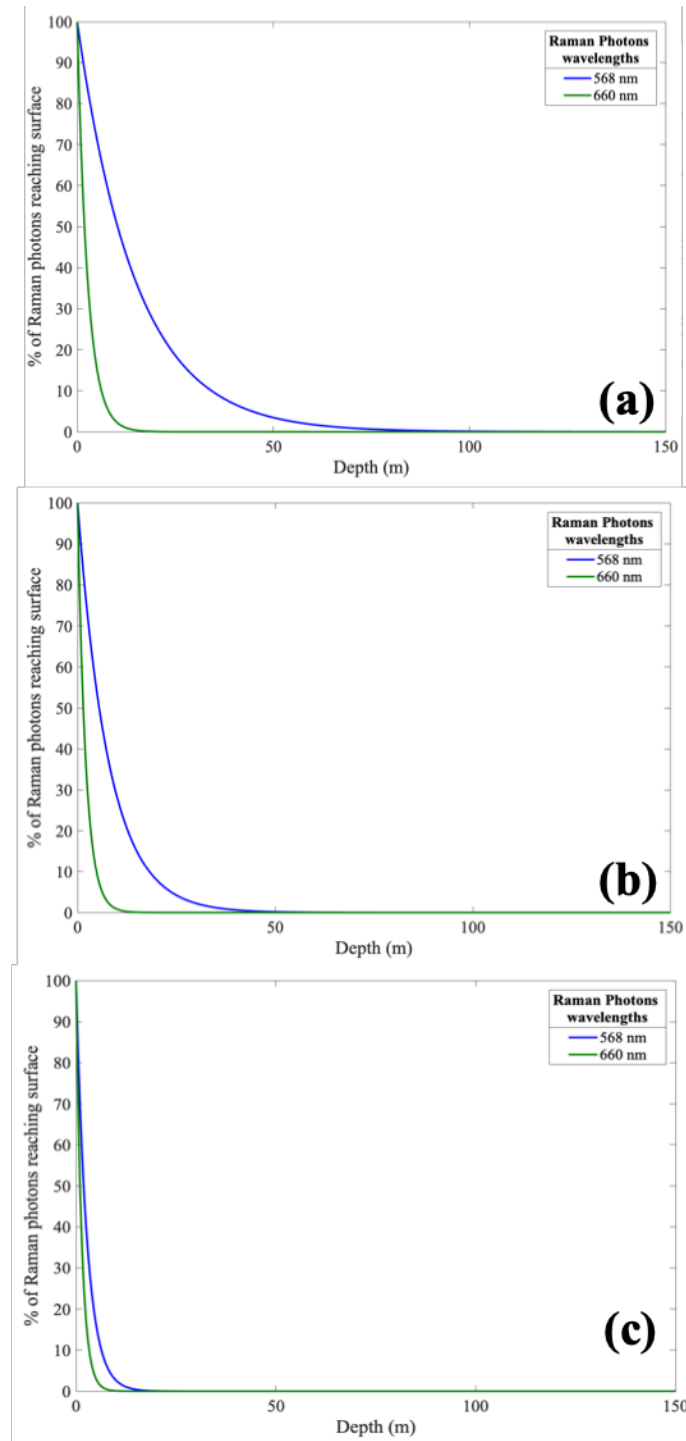 100
90
80
70
60
50
40
30
20
10
0
% of Raman photons reaching surface
Raman Photons
wavelengths
568 nm
660 nm
(a)
0 50 100 150
Depth (m)
100
90
80
70
60
50
40
30
20
10
0
% of Raman photons reaching surface
Raman Photons
wavelengths
568 nm
660 nm
(b)
0 50 100 150
Depth (m)
100
90
80
70
60
50
40
30
20
10
0
% of Raman photons reaching surface
Raman Photons
wavelengths
568 nm
660 nm
(c)
0 50 100 150
Depth (m)